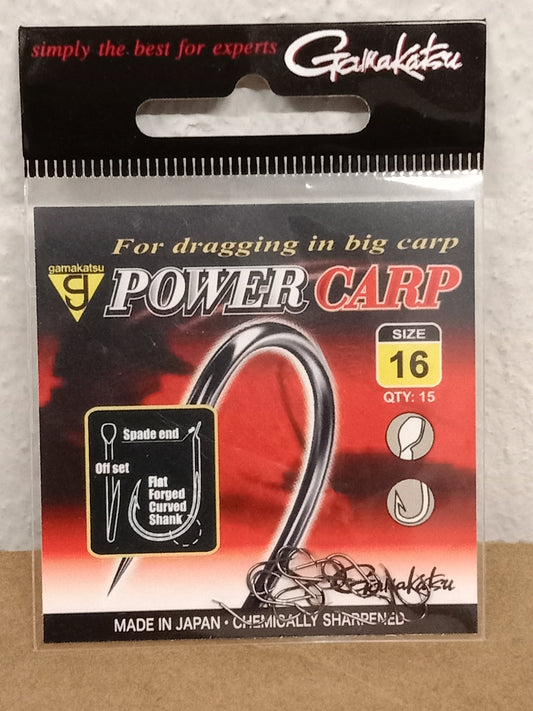 simply the best for experts Gamakatsu
For dragging in big carp
gamakatsu
G
POWER CARP
SIZE
16
QTY: 15
Spade end
Off set
Flat
Forged
Curved
Shank
Gamakatsu
MADE IN JAPAN • CHEMICALLY SHARPENED